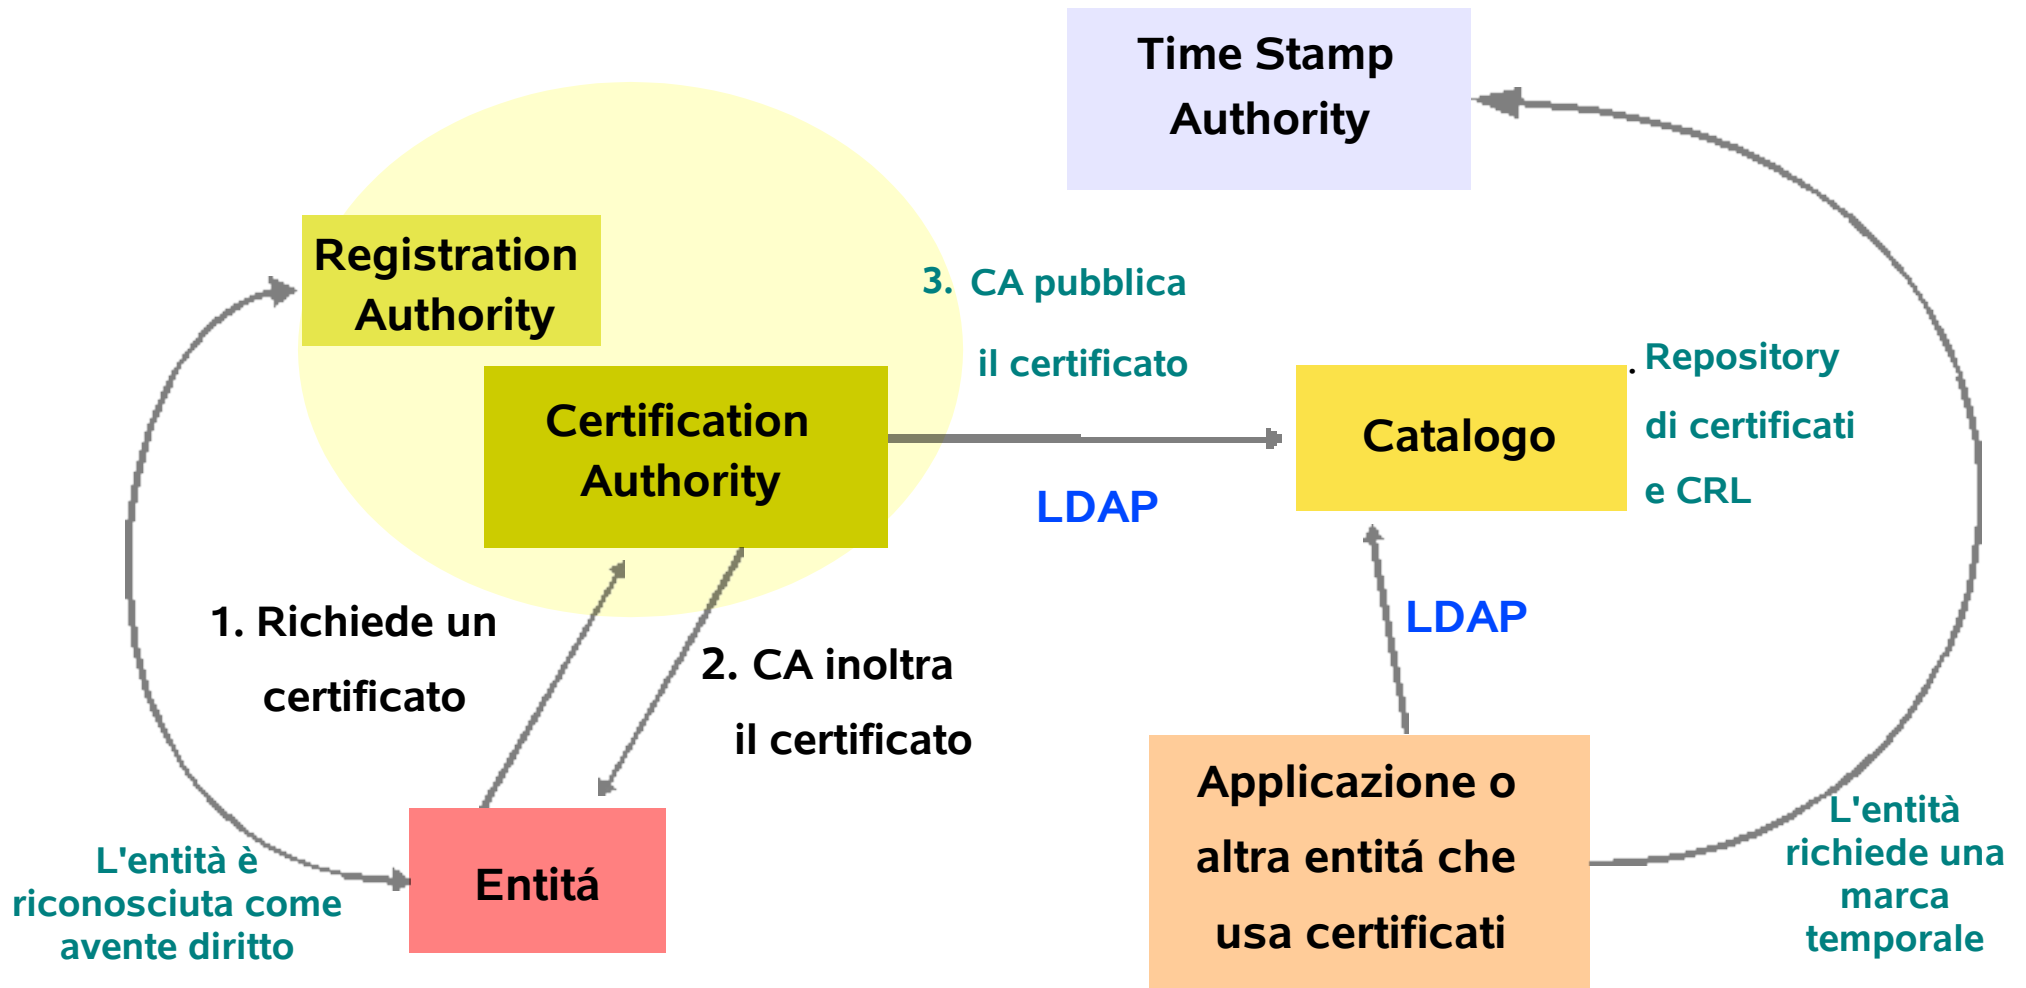 Time Stamp
Authority
Registration
Authority
3. CA pubblica
il certificato
Certification
Authority
Catalogo
. Repository
di certificati
e CRL
LDAP
LDAP
1. Richiede un
certificato
2. CA inoltra
il certificato
Entitá
L'entità è
riconosciuta come
avente diritto
Applicazione o
altra entitá che
usa certificati
L'entità
richiede una
marca
temporale